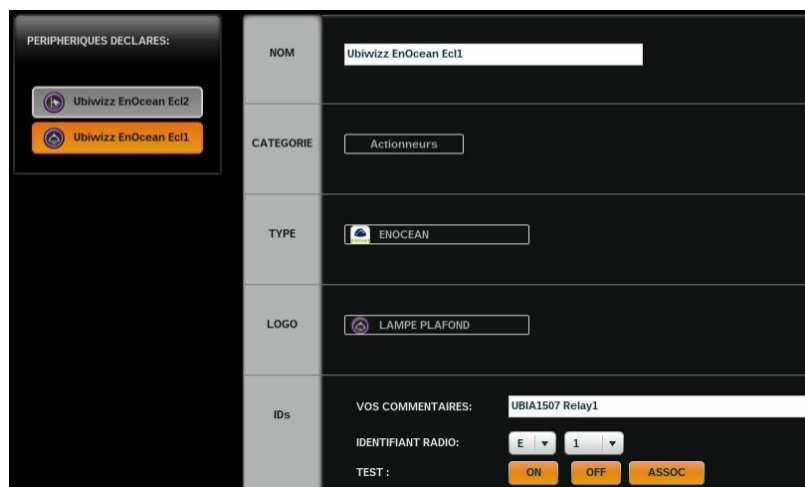 PERIPHERIQUES DECLARES:
Ubiwizz EnOcean Ecl2
Ubiwizz EnOcean Ecl1
NOM
Ubiwizz EnOcean Ecl1
CATEGORIE
Actionneurs
TYPE
ENOCEAN
LOGO
LAMPE PLAFOND
IDs
VOS COMMENTAIRES:
UBIA1507 Relay1
IDENTIFIANT RADIO:
E
1
TEST :
ON
OFF
ASSOC